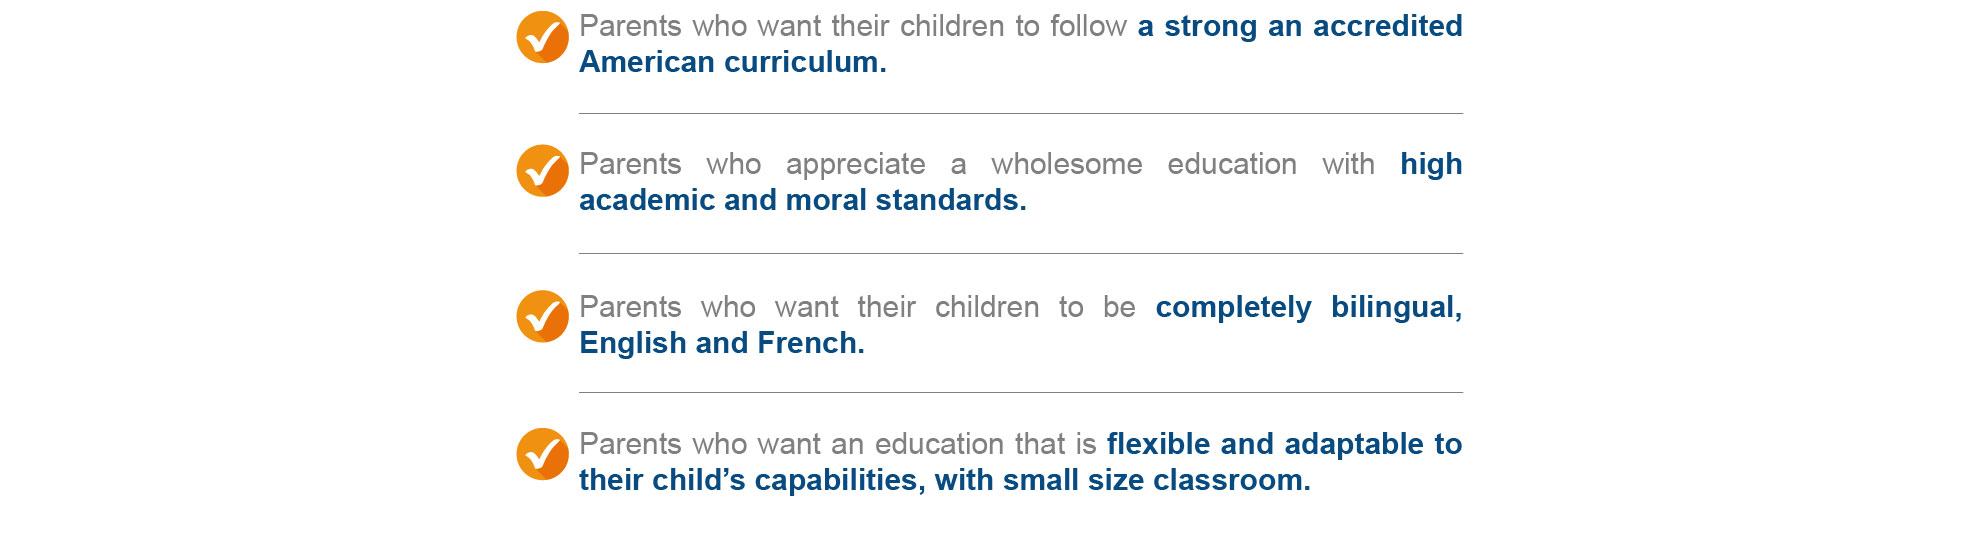 Parents who want their children to follow a strong an accredited
American curriculum.
Parents who appreciate a wholesome education with high
academic and moral standards.
Parents who want their children to be completely bilingual,
English and French.
Parents who want an education that is flexible and adaptable to
their child’s capabilities, with small size classroom.